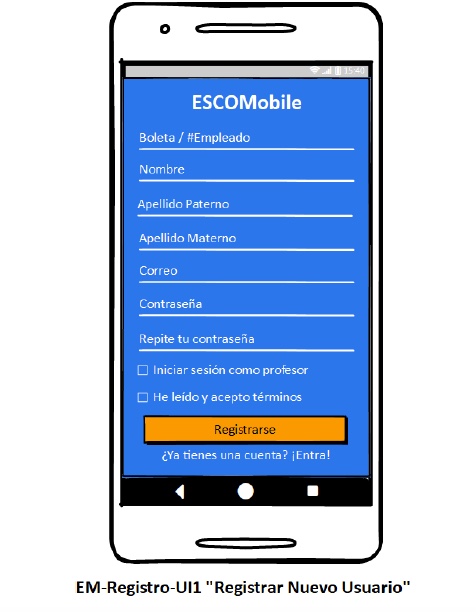 15:40
ESCOMobile
Boleta / #Empleado
Nombre
Apellido Paterno
Apellido Materno
Correo
Contraseña
Repite tu contraseña
Iniciar sesión como profesor
He leído y acepto términos
Registrarse
¿Ya tienes una cuenta? ¡Entra!
EM-Registro-UI1 "Registrar Nuevo Usuario"